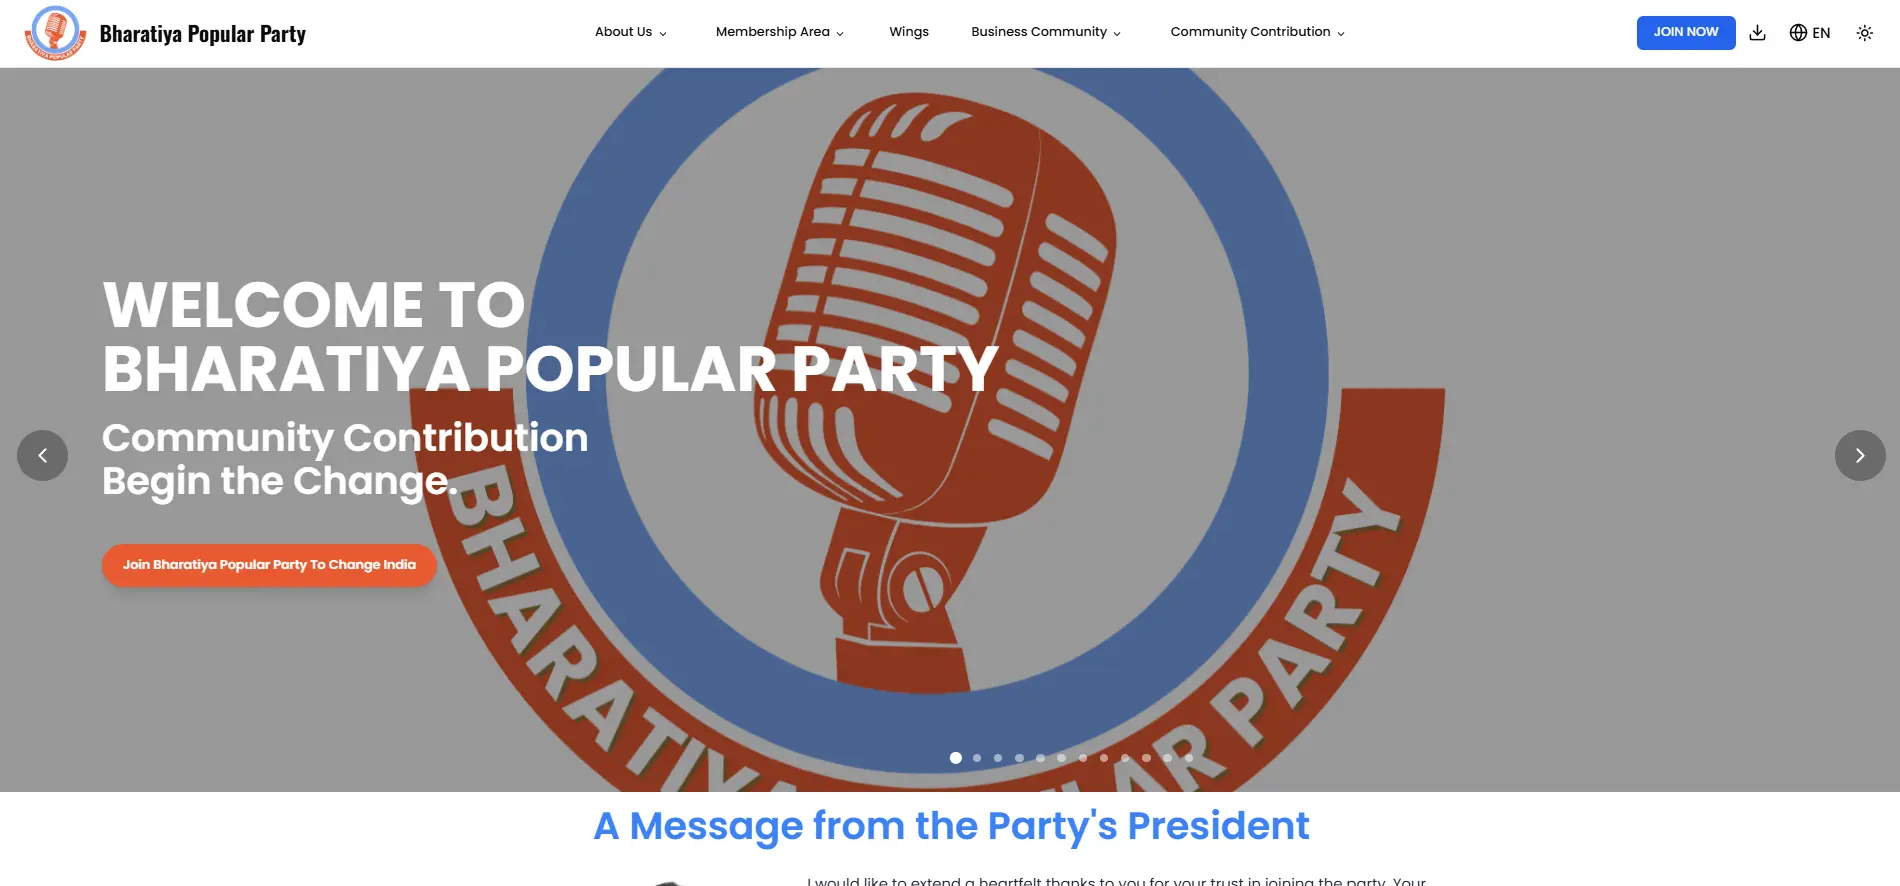 BHARATIYA POPULAR PARTY
Bharatiya Popular Party
About Us
Membership Area
Wings
Business Community
Community Contribution
JOIN NOW
EN
WELCOME TO
BHARATIYA POPULAR PARTY
Community Contribution
Begin the Change.
Join Bharatiya Popular Party To Change India
A Message from the Party's President
I would like to extend a heartfelt thanks to you for your trust in joining the party. Your